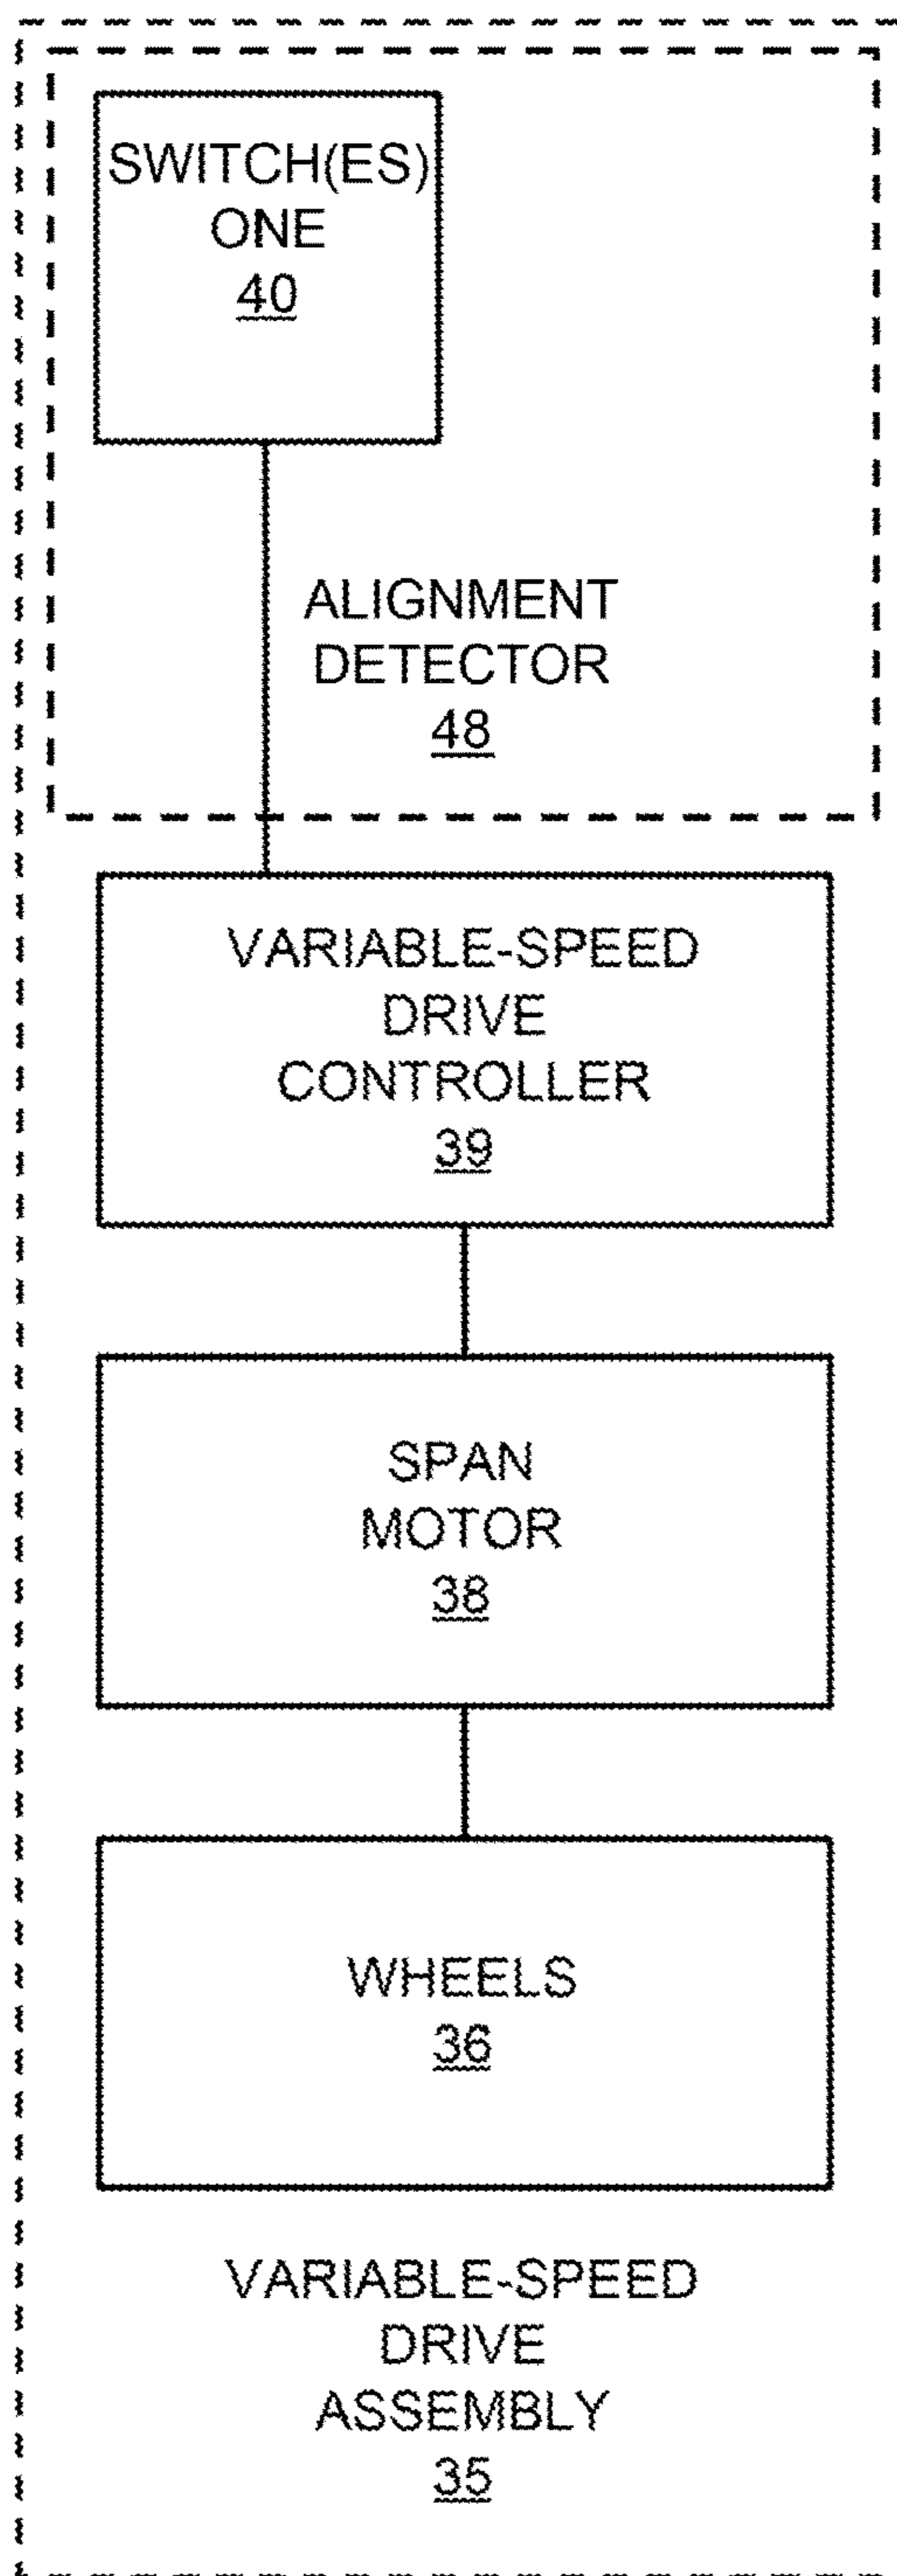 SWITCH(ES)
ONE
40
ALIGNMENT
DETECTOR
48
VARIABLE-SPEED
DRIVE
CONTROLLER
39
SPAN
MOTOR
38
WHEELS
36
VARIABLE-SPEED
DRIVE
ASSEMBLY
35